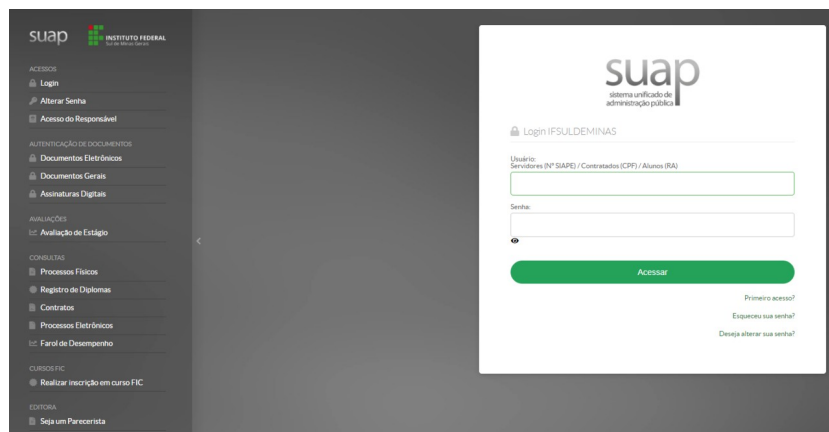 suap
INSTITUTO FEDERAL
Sul de Minas Gerais
ACESSOS
Login
Alterar Senha
Acesso do Responsável
AUTENTICAÇÃO DE DOCUMENTOS
Documentos Eletrônicos
Documentos Gerais
Assinaturas Digitais
AVALIAÇÕES
Avaliação de Estágio
CONSULTAS
Processos Físicos
Registro de Diplomas
Contratos
Processos Eletrônicos
Farol de Desempenho
CURSOS FIC
Realizar inscrição em curso FIC
EDITORA
Seja um Parecerista
suap
sistema unificado de
administração pública
Login IFSULDEMINAS
Usuário:
Servidores (Nº SIAPE) / Contratados (CPF) / Alunos (RA)
Senha:
Acessar
Primeiro acesso?
Esqueceu sua senha?
Deseja alterar sua senha?